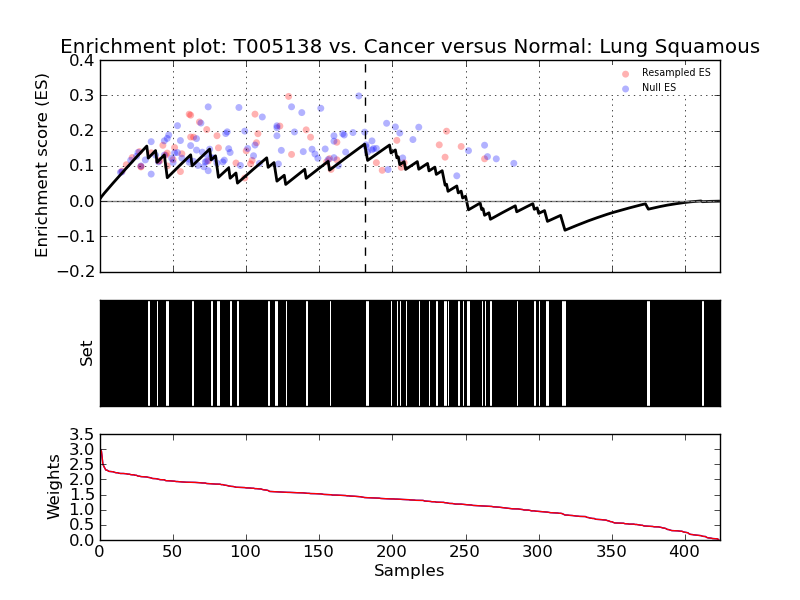 Enrichment plot: T005138 vs. Cancer versus Normal: Lung Squamous
0.4
0.3
0.2
0.1
0.0
−0.1
−0.2
Enrichment score (ES)
Resampled ES
Null ES
Set
3.5
3.0
2.5
2.0
1.5
1.0
0.5
0.0
Weights
0 50 100 150 200 250 300 350 400
Samples